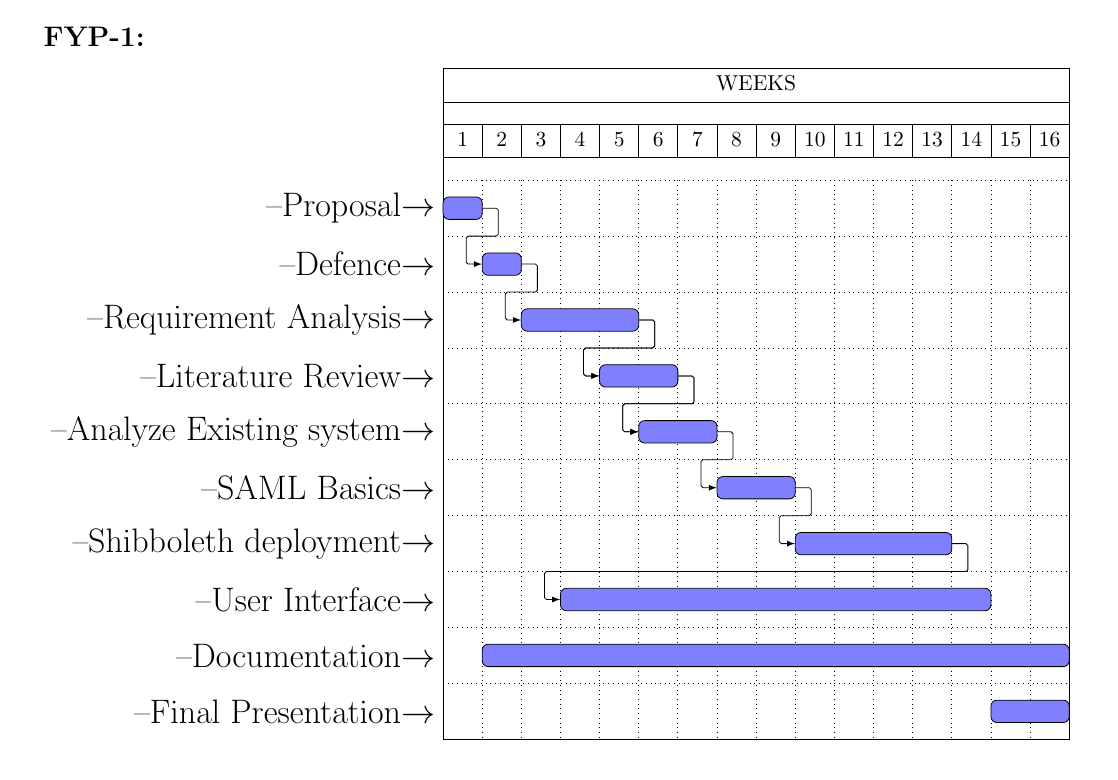 FYP-1:
WEEKS
1 2 3 4 5 6 7 8 9 10 11 12 13 14 15 16
–Proposal→
–Defence→
–Requirement Analysis→
–Literature Review→
–Analyze Existing system→
–SAML Basics→
–Shibboleth deployment→
–User Interface→
–Documentation→
–Final Presentation→